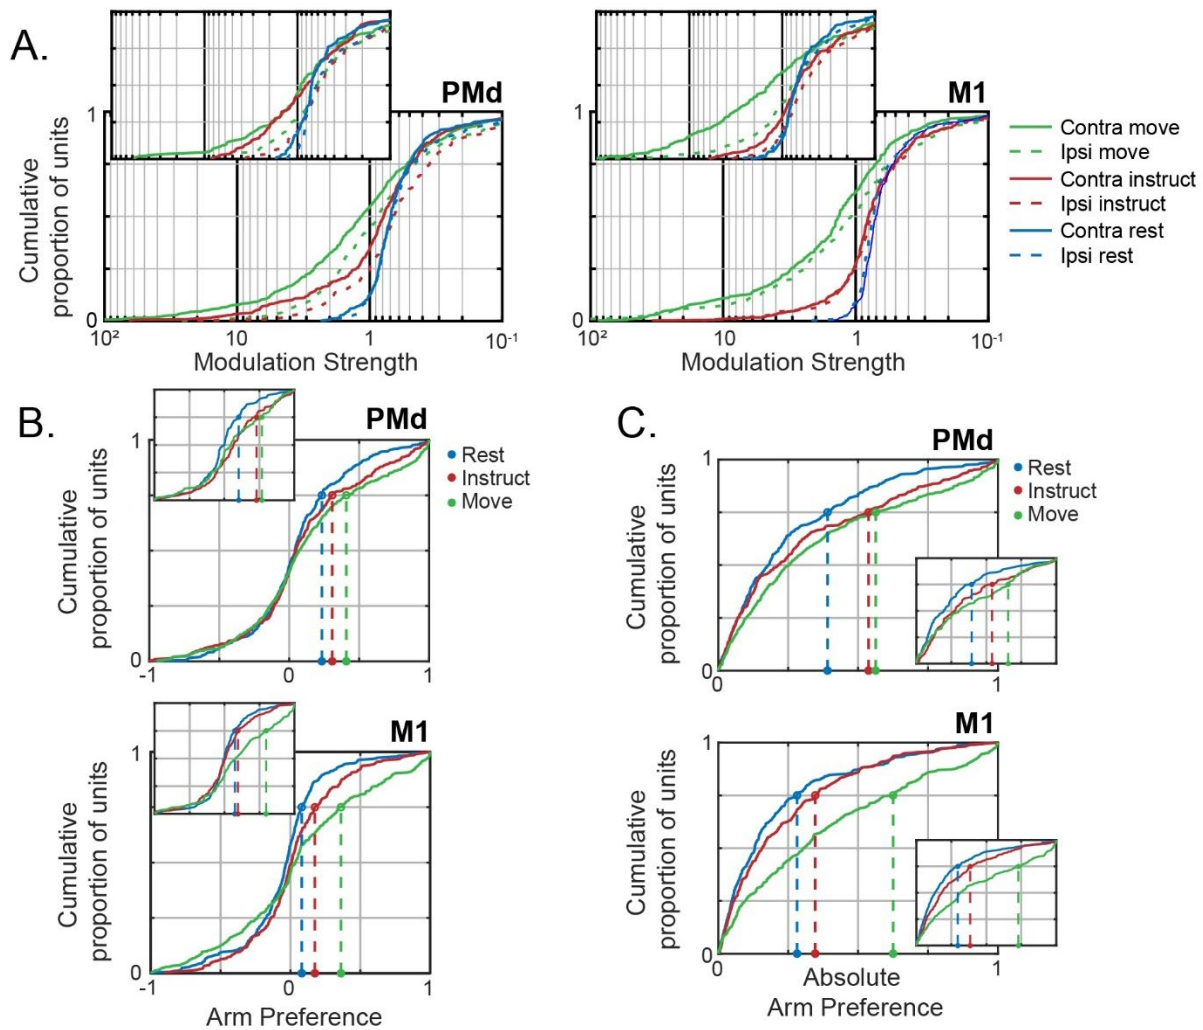 A.
PMd
M1
1
Cumulative
proportion of units
0
10²
10
1
10⁻¹
Modulation Strength
1
0
10²
10
1
10⁻¹
Modulation Strength
Contra move
Ipsi move
Contra instruct
Ipsi instruct
Contra rest
Ipsi rest
B.
PMd
1
Cumulative
proportion of units
0
-1
0
1
Rest
Instruct
Move
M1
1
Cumulative
proportion of units
0
-1
0
1
Arm Preference
C.
PMd
1
Cumulative
proportion of units
0
0
1
Rest
Instruct
Move
M1
1
Cumulative
proportion of units
0
0
1
Absolute
Arm Preference